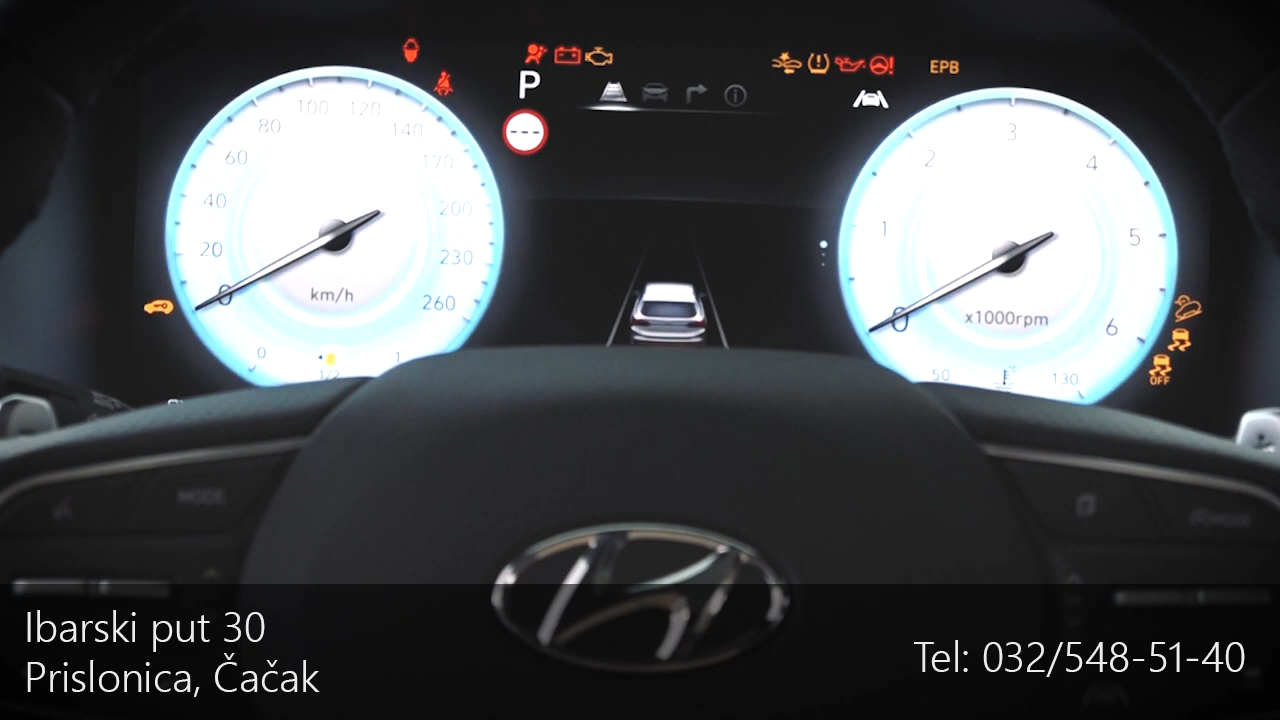 EPB
P
100 120
80 140
60 170
40 200
20 230
0 260
km/h
0 1/2 1
3
2 4
1 5
0 6
x1000rpm
50 130
OFF
MODE
MODE
Ibarski put 30
Prislonica, Čačak
Tel: 032/548-51-40